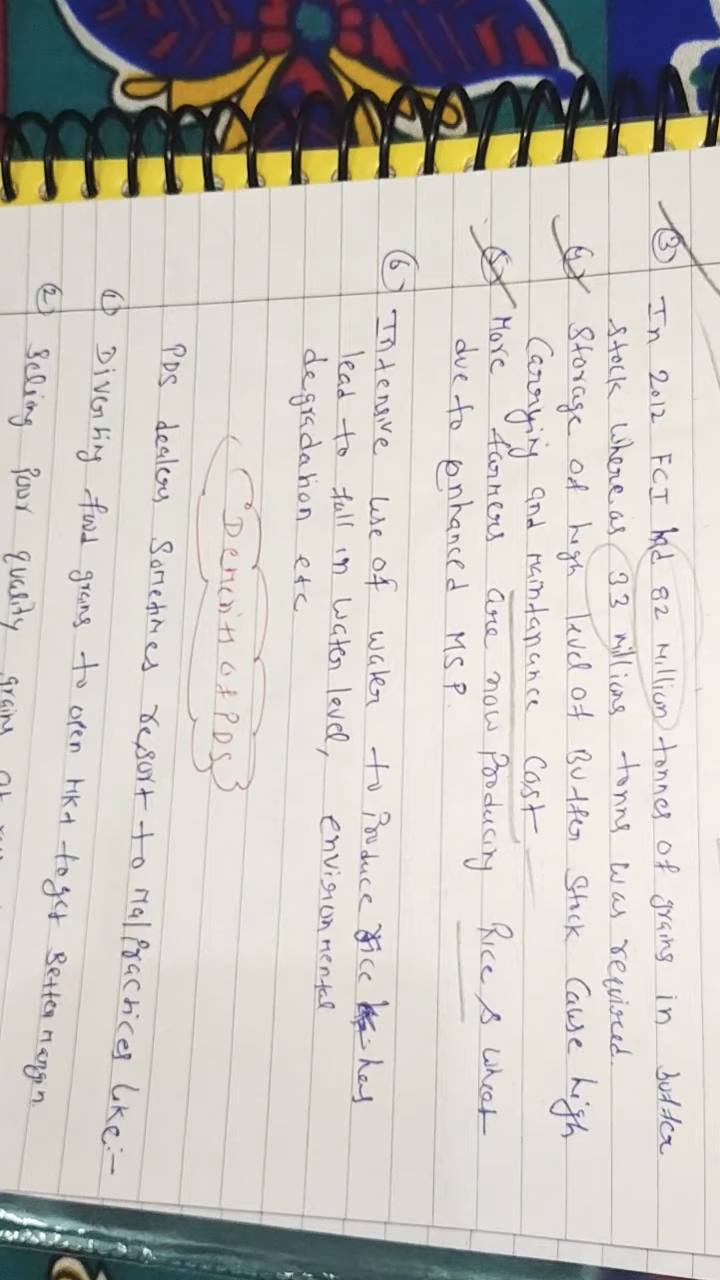 ③ In 2012 FCI had 82 million tonnes of grains in buffer
stock whereas 33 millions tonns was required.
④ Storage of high level of Buffer stock Cause high
Carrying and maintanance Cost
⑤ More farmers are now Producing Rice & wheat
due to enhanced MSP.
⑥ Intensive use of water to Produce rice has
lead to fall in water level, environmental
degradation etc
Demerit of PDS
PDS dealers Sometimes resort to malpractices like:-
① Diverting food grains to open Mkt to get Better margin.
② Selling Poor quality grains at